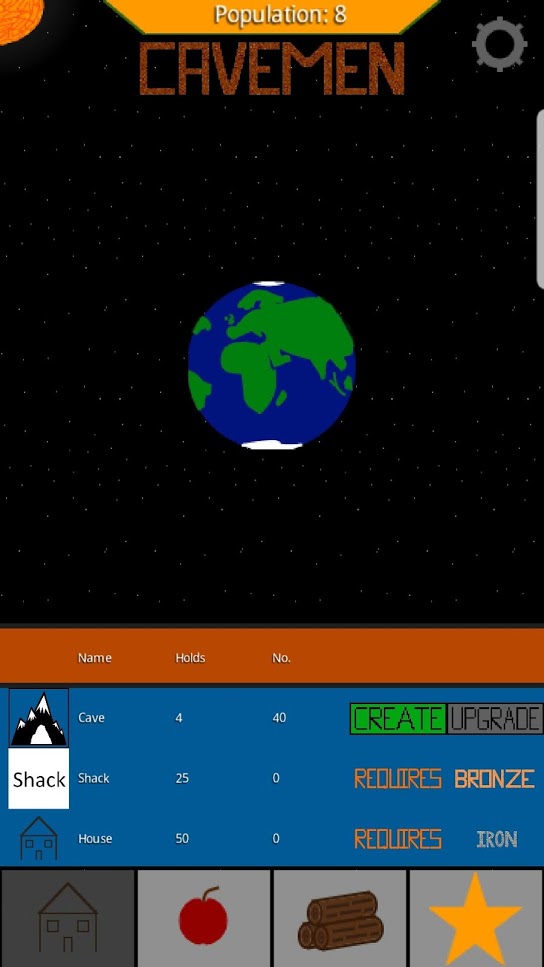 Population: 8
CAVEMEN
Name Holds No.
Cave 4 40 CREATE UPGRADE
Shack Shack 25 0 REQUIRES BRONZE
House 50 0 REQUIRES IRON